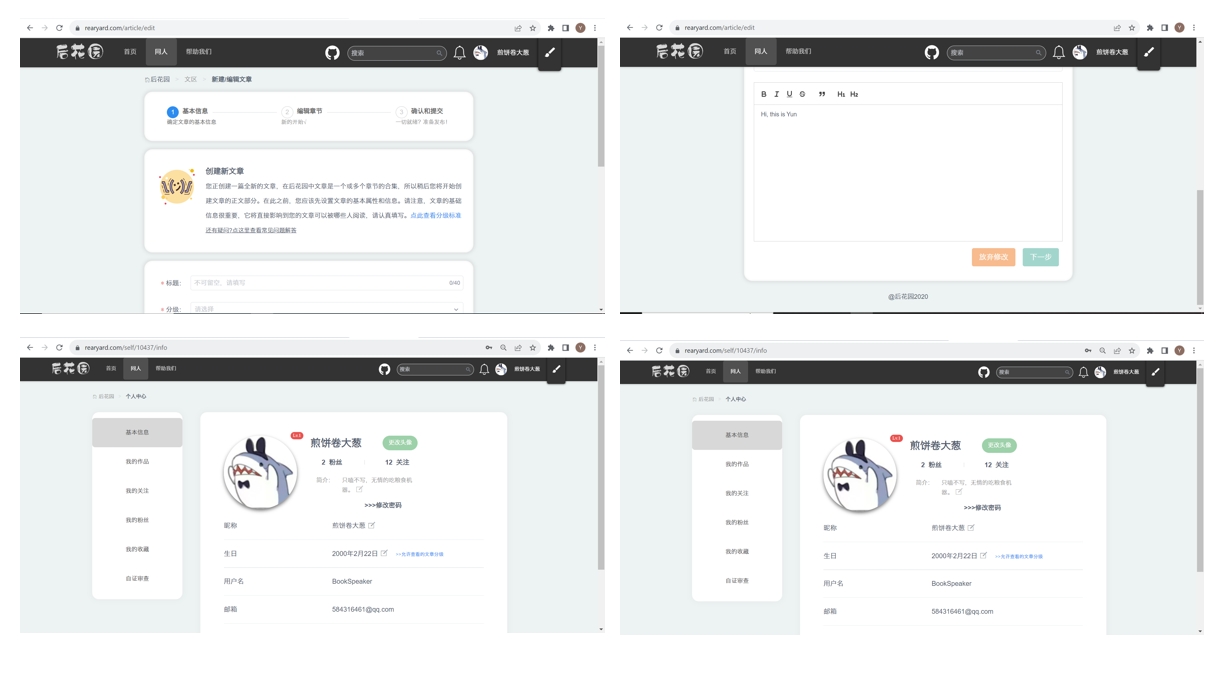 rearyard.com/article/edit
后花园 首页 同人 帮助我们 搜索 煎饼卷大葱
后花园 > 文区 > 新建/编辑文章
1 基本信息 2 编辑章节 3 确认和提交
确定文章的基本信息 新的开始√ 一切就绪?准备发布!
创建新文章
您正创建一篇全新的文章,在后花园中文章是一个或多个章节的合集,所以稍后您将开始创
建文章的正文部分。在此之前,您应该先设置文章的基本属性和信息。请注意,文章的基础
信息很重要,它将直接影响到您的文章可以被哪些人阅读,请认真填写。点此查看分级标准
还有疑问?点这里查看常见问题解答
* 标题: 不可留空,请填写 0/40
* 分级: 请选择
rearyard.com/article/edit
后花园 首页 同人 帮助我们 搜索 煎饼卷大葱
B I U S " H1 H2
Hi, this is Yun
放弃修改 下一步
@后花园2020
rearyard.com/self/10437/info
后花园 首页 同人 帮助我们 搜索 煎饼卷大葱
后花园 > 个人中心
基本信息
我的作品
我的关注
我的粉丝
我的收藏
自证审查
Lv.3
煎饼卷大葱 更改头像
2 粉丝 12 关注
简介: 只嗑不写,无情的吃粮食机
器。
>>>修改密码
昵称 煎饼卷大葱
生日 2000年2月22日 >>允许查看的文章分级
用户名 BookSpeaker
邮箱 584316461@qq.com
rearyard.com/self/10437/info
后花园 首页 同人 帮助我们 搜索 煎饼卷大葱
后花园 > 个人中心
基本信息
我的作品
我的关注
我的粉丝
我的收藏
自证审查
Lv.3
煎饼卷大葱 更改头像
2 粉丝 12 关注
简介: 只嗑不写,无情的吃粮食机
器。
>>>修改密码
昵称 煎饼卷大葱
生日 2000年2月22日 >>允许查看的文章分级
用户名 BookSpeaker
邮箱 584316461@qq.com